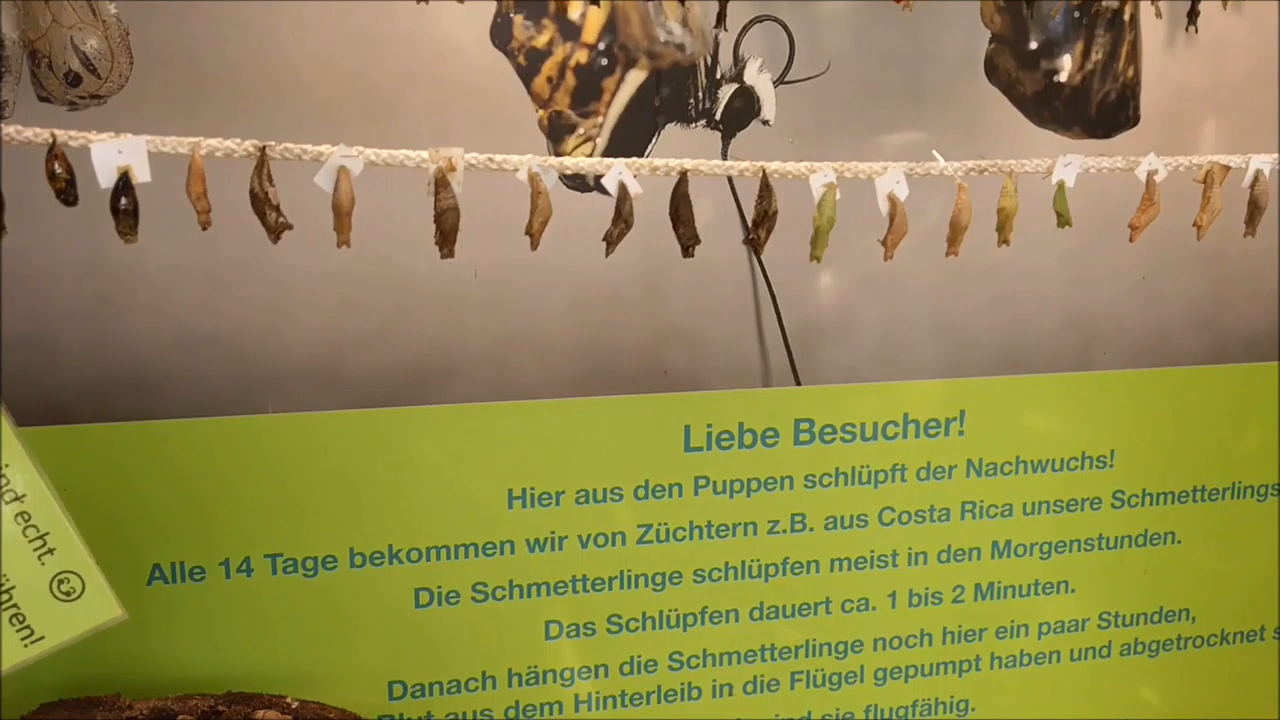 Liebe Besucher!
Hier aus den Puppen schlüpft der Nachwuchs!
Alle 14 Tage bekommen wir von Züchtern z.B. aus Costa Rica unsere Schmetterlings
Die Schmetterlinge schlüpfen meist in den Morgenstunden.
Das Schlüpfen dauert ca. 1 bis 2 Minuten.
Danach hängen die Schmetterlinge noch hier ein paar Stunden,
Blut aus dem Hinterleib in die Flügel gepumpt haben und abgetrocknet
sie flugfähig.
echt.